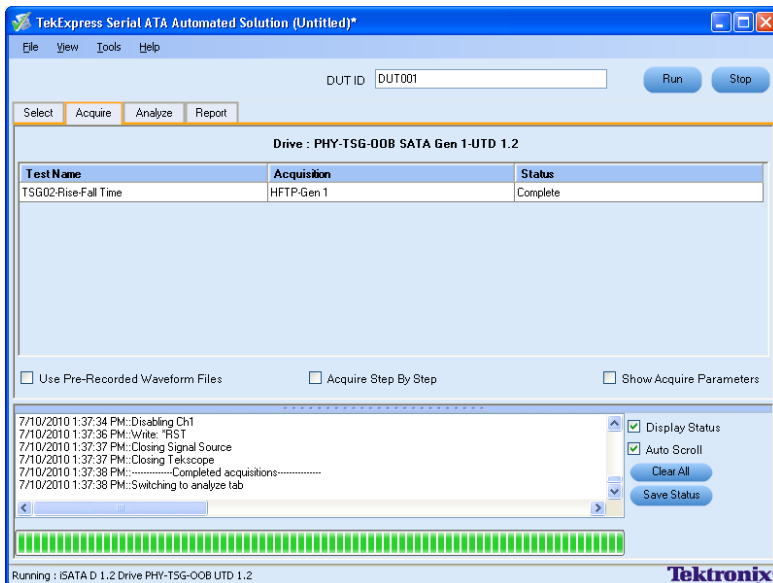 TekExpress Serial ATA Automated Solution (Untitled)*
File View Tools Help
DUT ID DUT001 Run Stop
Select Acquire Analyze Report
Drive : PHY-TSG-OOB SATA Gen 1-UTD 1.2
Test Name Acquisition Status
TSG02-Rise-Fall Time HFTP-Gen 1 Complete
Use Pre-Recorded Waveform Files Acquire Step By Step Show Acquire Parameters
7/10/2010 1:37:34 PM::Disabling Ch1
7/10/2010 1:37:36 PM::Write: *RST
7/10/2010 1:37:37 PM::Closing Signal Source
7/10/2010 1:37:37 PM::Closing Tekscope
7/10/2010 1:37:38 PM::-------------Completed acquisitions--------------
7/10/2010 1:37:38 PM::Switching to analyze tab
Display Status
Auto Scroll
Clear All
Save Status
Running : iSATA D 1.2 Drive PHY-TSG-OOB UTD 1.2
Tektronix